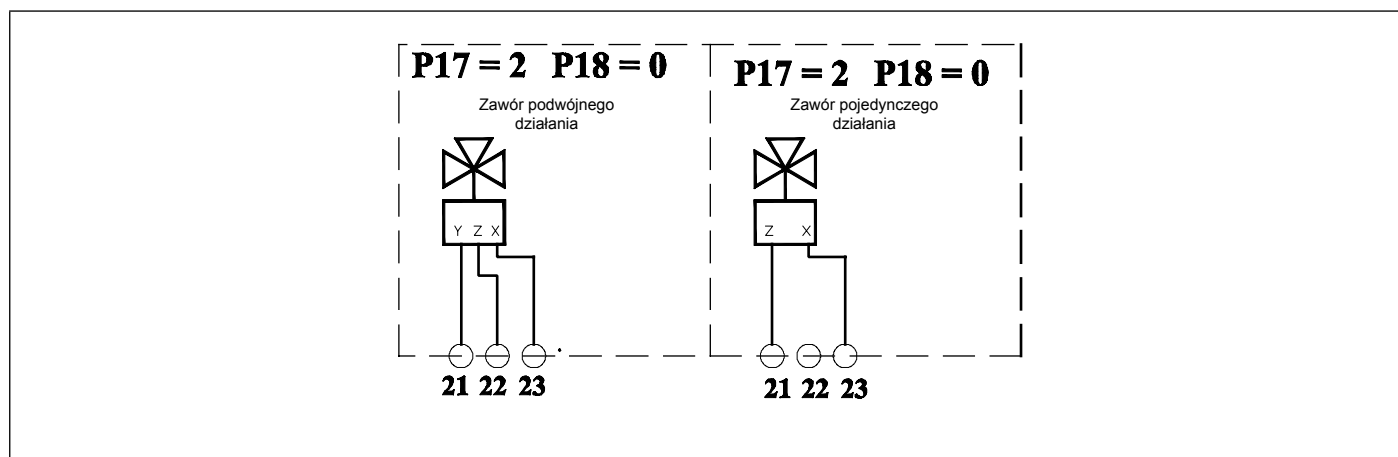 P17 = 2 P18 = 0
Zawór podwójnego
działania
Y Z X
21 22 23
P17 = 2 P18 = 0
Zawór pojedynczego
działania
Z X
21 22 23